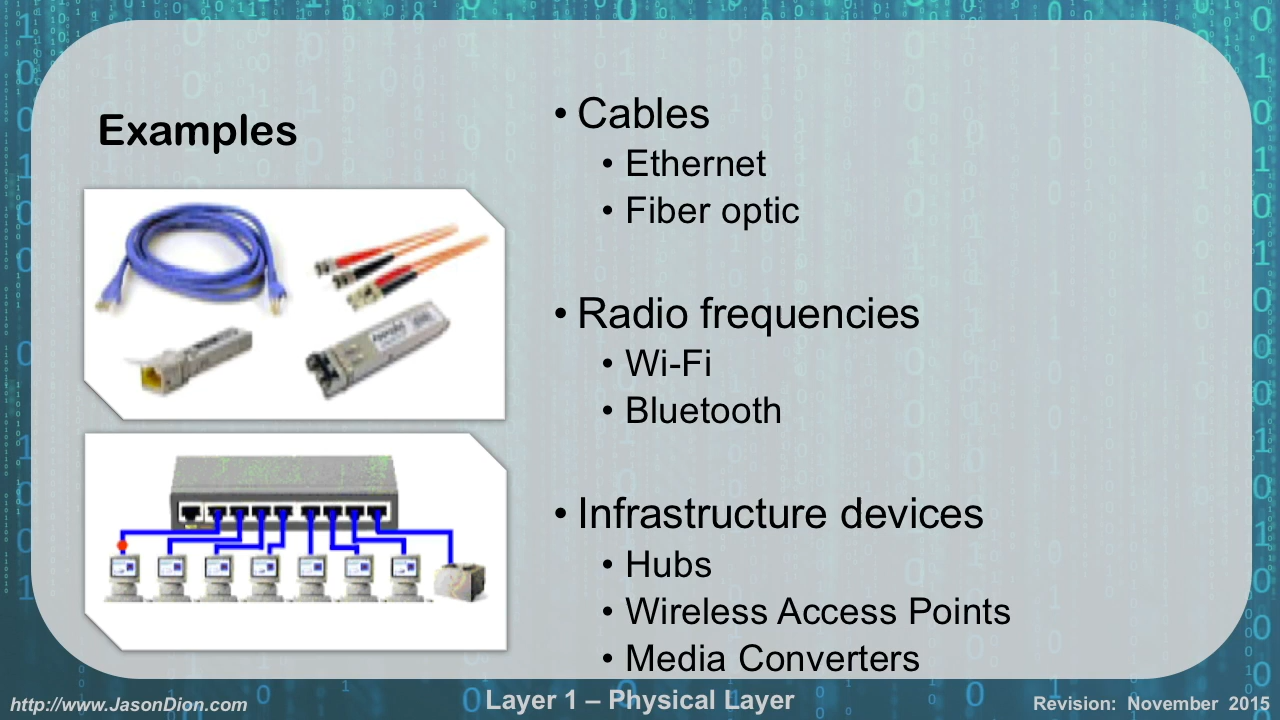 Examples
• Cables
• Ethernet
• Fiber optic
• Radio frequencies
• Wi-Fi
• Bluetooth
• Infrastructure devices
• Hubs
• Wireless Access Points
• Media Converters
http://www.JasonDion.com
Layer 1 – Physical Layer
Revision: November 2015